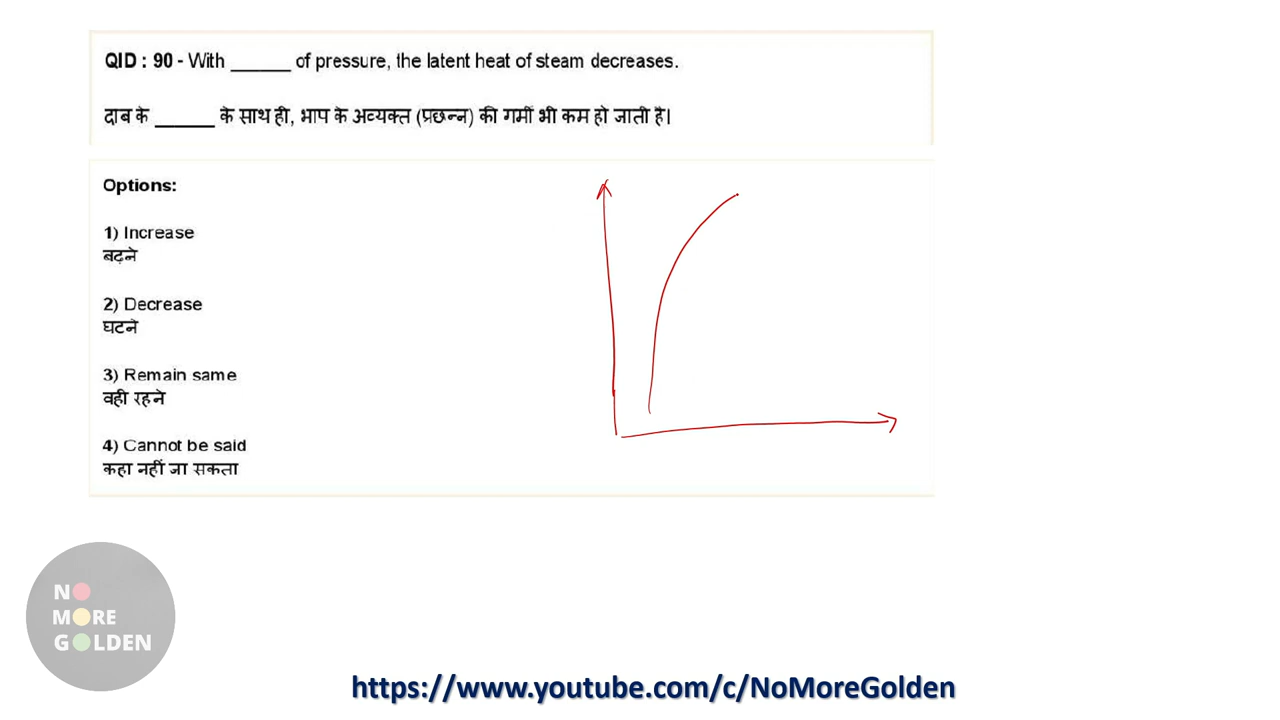 QID : 90 - With ______ of pressure, the latent heat of steam decreases.
दाब के ______ के साथ ही, भाप के अव्यक्त (प्रछन्न) की गर्मी भी कम हो जाती है।
Options:
1) Increase
बढ़ने
2) Decrease
घटने
3) Remain same
वही रहने
4) Cannot be said
कहा नहीं जा सकता
NO
MORE
GOLDEN
https://www.youtube.com/c/NoMoreGolden